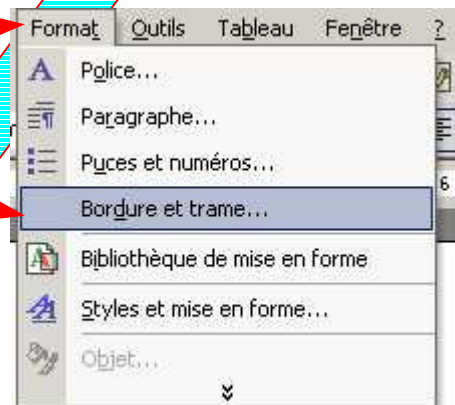 Format Outils Tableau Fenêtre ?
Police...
Paragraphe...
Puces et numéros...
6
Bordure et trame...
Bibliothèque de mise en forme
Styles et mise en forme...
Objet...